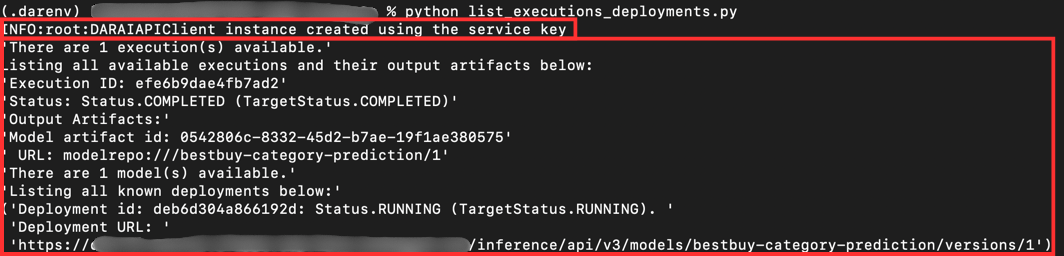 (.darenv) % python list_executions_deployments.py
INFO:root:DARAIAPIClient instance created using the service key
'There are 1 execution(s) available.'
Listing all available executions and their output artifacts below:
'Execution ID: efe6b9dae4fb7ad2'
'Status: Status.COMPLETED (TargetStatus.COMPLETED)'
'Output Artifacts:'
'Model artifact id: 0542806c-8332-45d2-b7ae-19f1ae380575'
' URL: modelrepo:///bestbuy-category-prediction/1'
'There are 1 model(s) available.'
'Listing all known deployments below:'
('Deployment id: deb6d304a866192d: Status.RUNNING (TargetStatus.RUNNING). '
'Deployment URL: '
'https:// /inference/api/v3/models/bestbuy-category-prediction/versions/1')